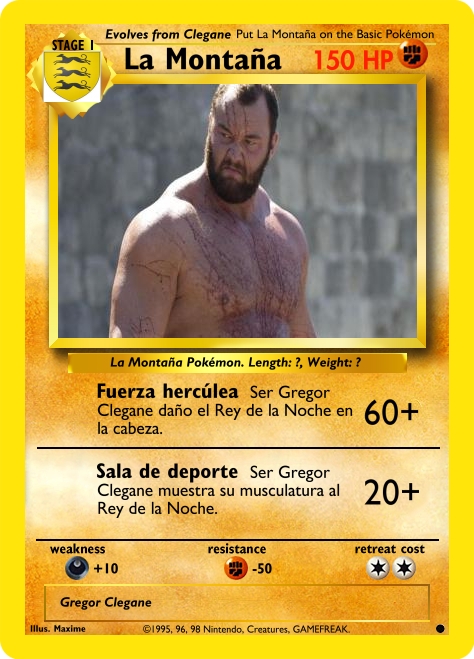 Evolves from Clegane Put La Montaña on the Basic Pokémon
STAGE 1
La Montaña 150 HP
La Montaña Pokémon. Length: ?, Weight: ?
Fuerza hercúlea Ser Gregor
Clegane daño el Rey de la Noche en
la cabeza.
60+
Sala de deporte Ser Gregor
Clegane muestra su musculatura al
Rey de la Noche.
20+
weakness resistance retreat cost
+10 -50
Gregor Clegane
Illus. Maxime ©1995, 96, 98 Nintendo, Creatures, GAMEFREAK.